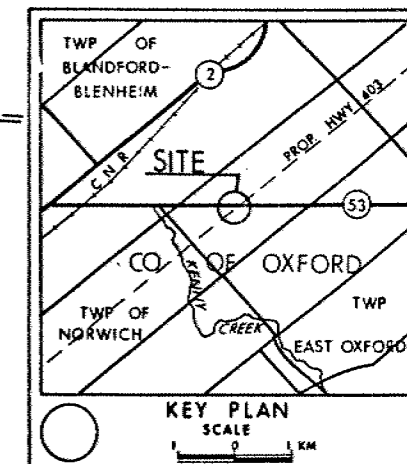 TWP OF
BLANDFORD-
BLENHEIM
2
CNR
SITE
PROP. HWY 403
53
CO OF OXFORD
KENNY
CREEK
TWP OF
NORWICH
TWP
EAST OXFORD
KEY PLAN
SCALE
1 0 1 KM